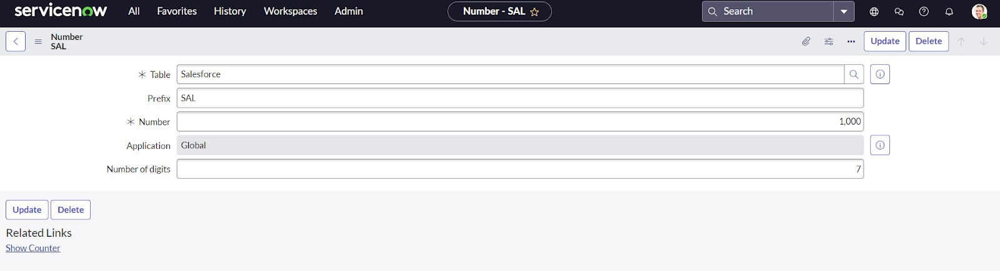 servicenow All Favorites History Workspaces Admin Number - SAL Search
Number
SAL
Update Delete
Table Salesforce
Prefix SAL
Number 1,000
Application Global
Number of digits 7
Update Delete
Related Links
Show Counter